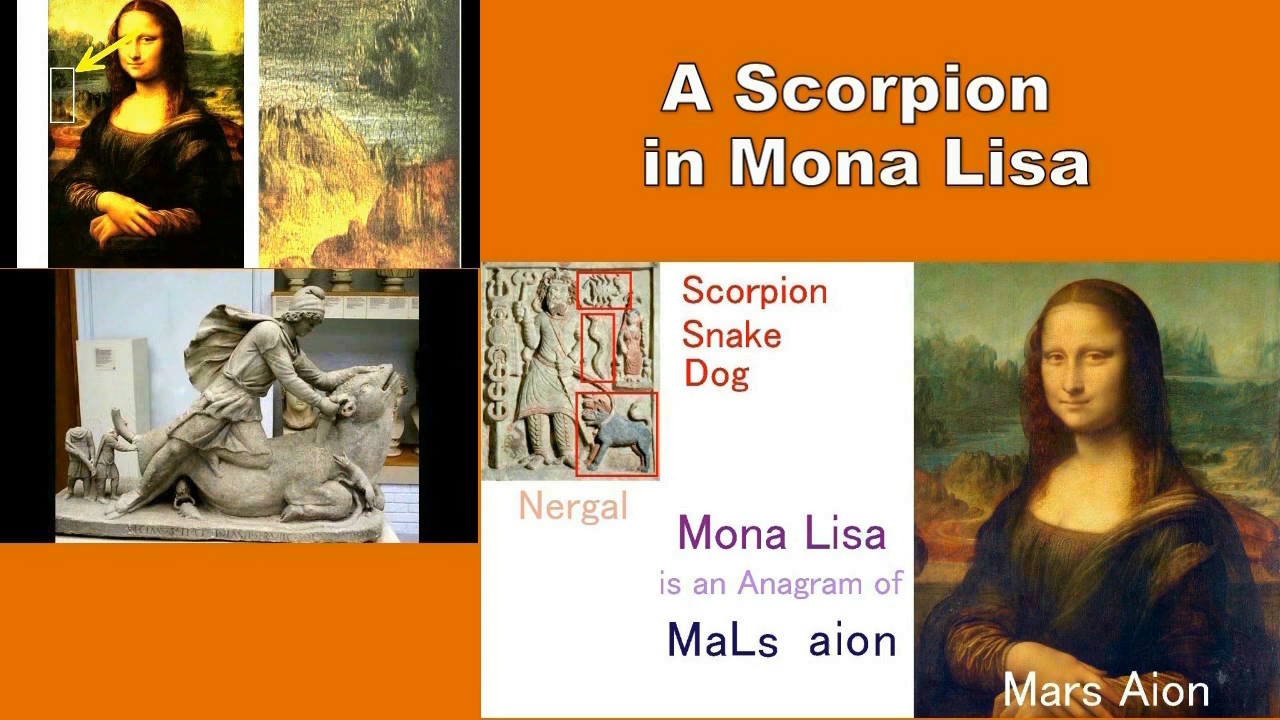 A Scorpion
in Mona Lisa
Scorpion
Snake
Dog
Nergal
Mona Lisa
is an Anagram of
MaLs aion
Mars Aion